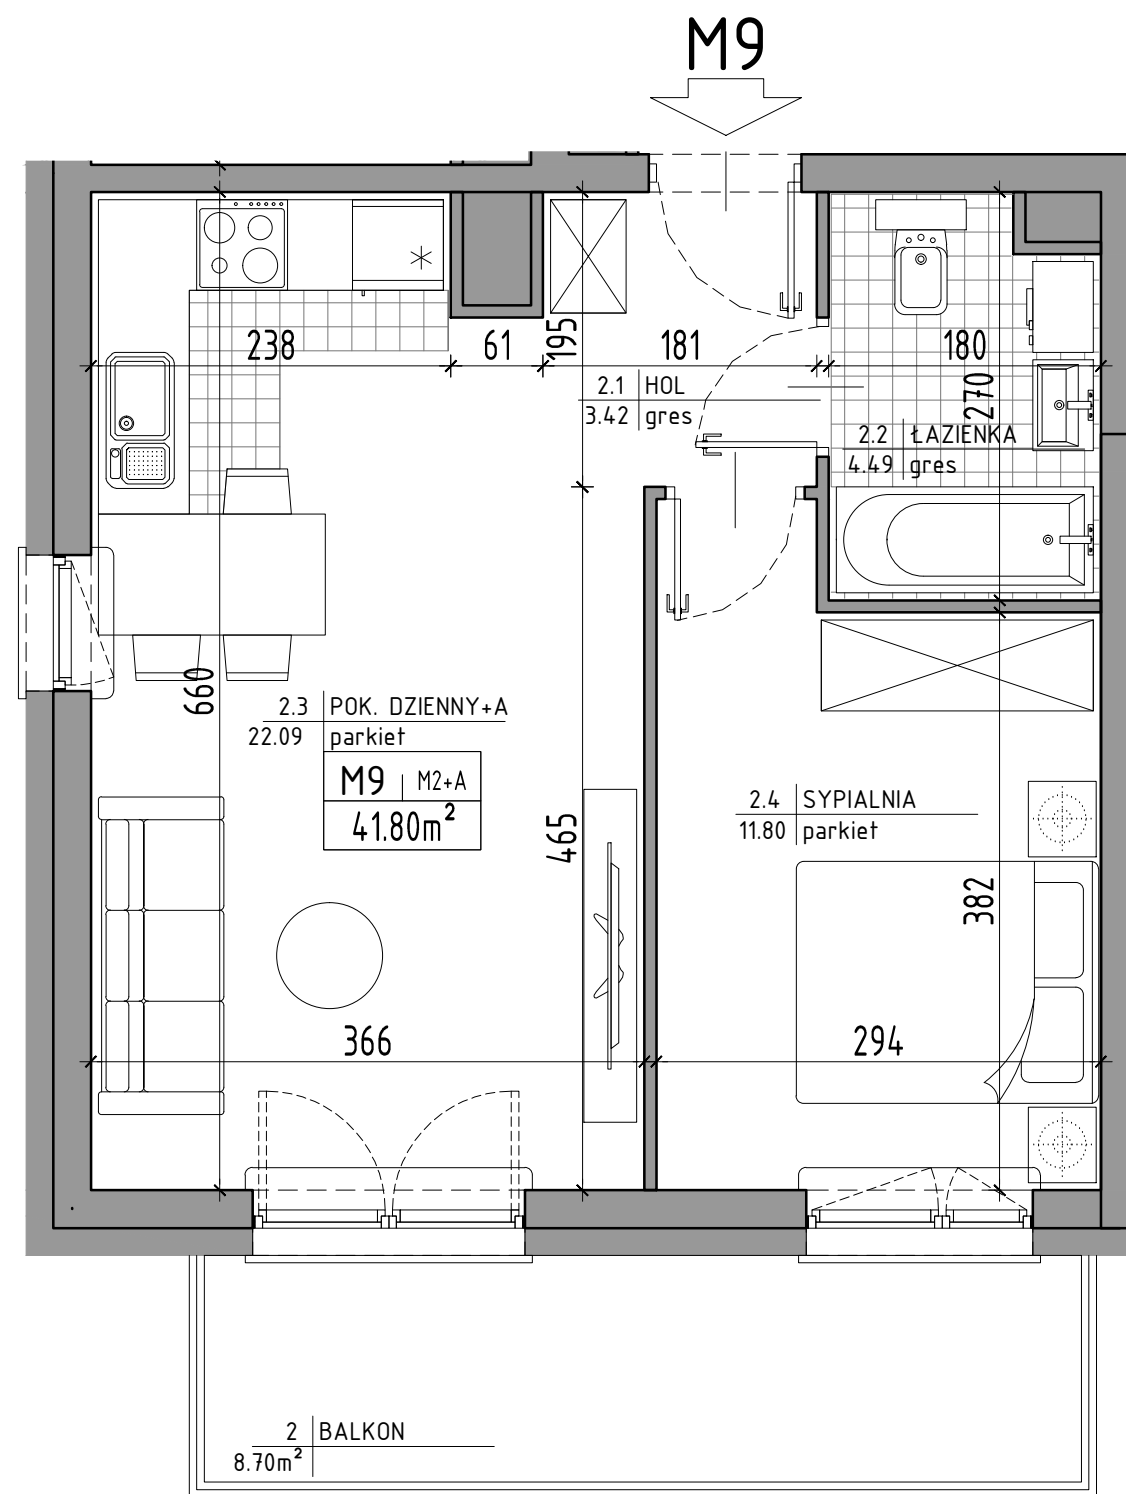 M9
238
61
195
181
180
270
2.1 HOL
3.42 gres
2.2 ŁAZIENKA
4.49 gres
660
2.3 POK. DZIENNY+A
22.09 parkiet
M9 M2+A
41.80m²
465
2.4 SYPIALNIA
11.80 parkiet
382
366
294
2 BALKON
8.70m²